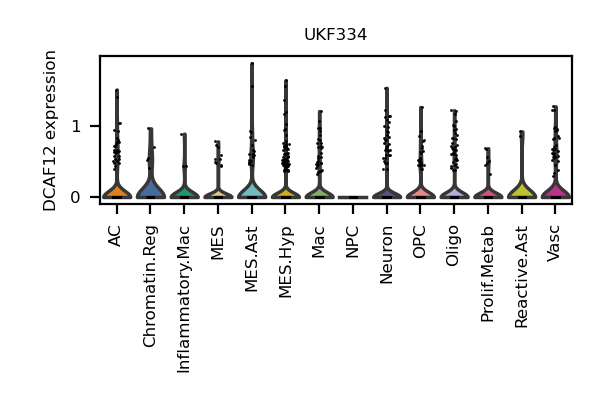 UKF334
DCAF12 expression
1
0
AC
Chromatin.Reg
Inflammatory.Mac
MES
MES.Ast
MES.Hyp
Mac
NPC
Neuron
OPC
Oligo
Prolif.Metab
Reactive.Ast
Vasc